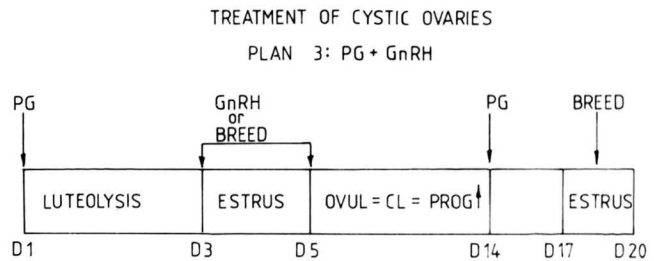 TREATMENT OF CYSTIC OVARIES
PLAN 3: PG + GnRH
PG
GnRH
or
BREED
PG
BREED
LUTEOLYSIS
ESTRUS
OVUL = CL = PROG↑
ESTRUS
D1
D3
D5
D14
D17
D20